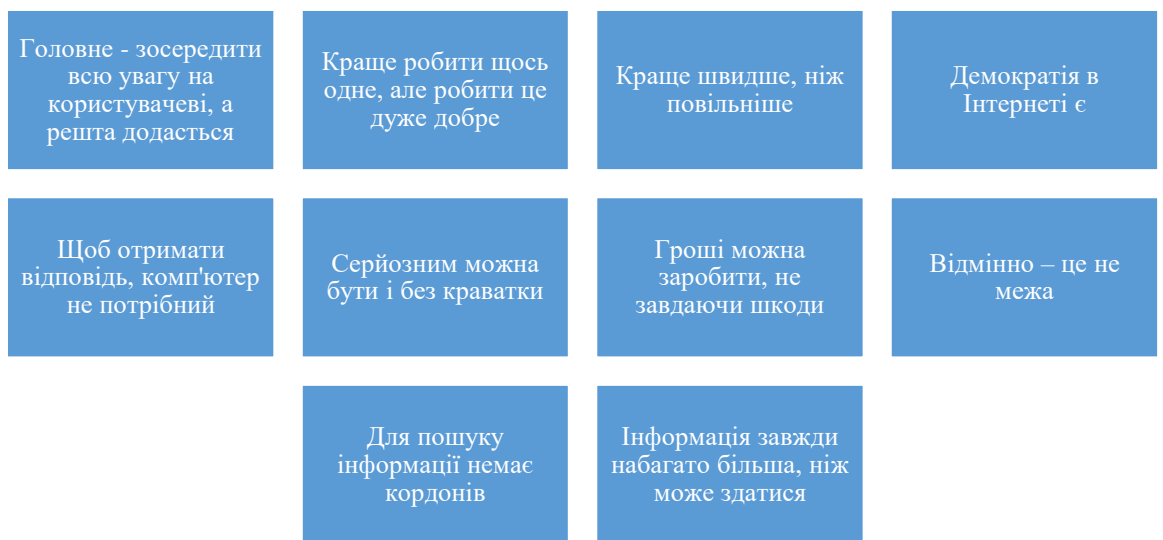 Головне - зосередити
всю увагу на
користувачеві, а
решта додасться
Краще робити щось
одне, але робити це
дуже добре
Краще швидше, ніж
повільніше
Демократія в
Інтернеті є
Щоб отримати
відповідь, комп'ютер
не потрібний
Серйозним можна
бути і без краватки
Гроші можна
заробити, не
завдаючи шкоди
Відмінно – це не
межа
Для пошуку
інформації немає
кордонів
Інформація завжди
набагато більша, ніж
може здатися